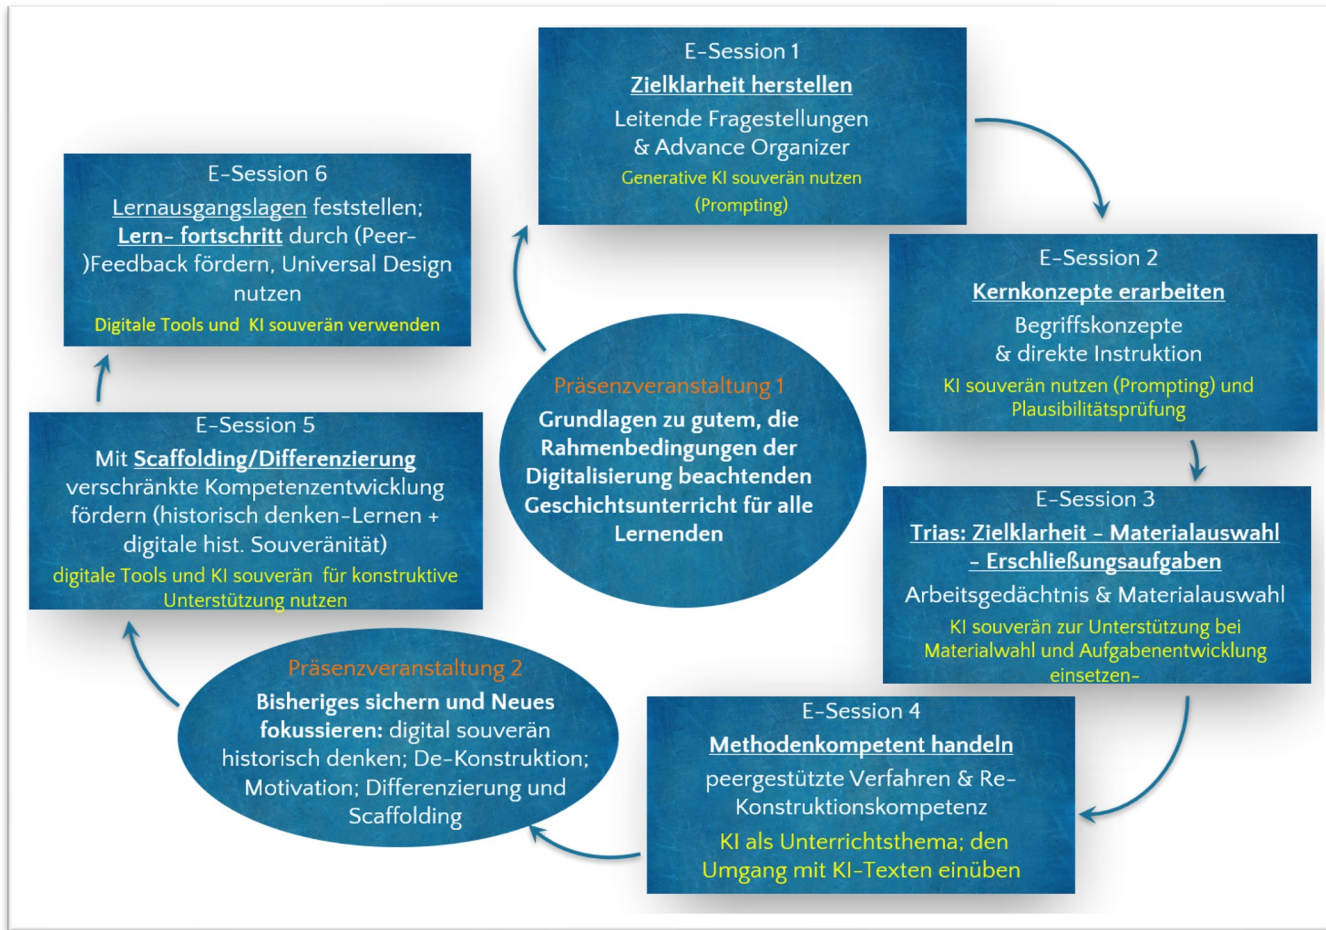 E-Session 1
Zielklarheit herstellen
Leitende Fragestellungen
& Advance Organizer
Generative KI souverän nutzen
(Prompting)
E-Session 2
Kernkonzepte erarbeiten
Begriffskonzepte
& direkte Instruktion
KI souverän nutzen (Prompting) und
Plausibilitätsprüfung
E-Session 3
Trias: Zielklarheit - Materialauswahl
- Erschließungsaufgaben
Arbeitsgedächtnis & Materialauswahl
KI souverän zur Unterstützung bei
Materialwahl und Aufgabenentwicklung
einsetzen-
E-Session 4
Methodenkompetent handeln
peergestützte Verfahren & Re-
Konstruktionskompetenz
KI als Unterrichtsthema; den
Umgang mit KI-Texten einüben
Präsenzveranstaltung 2
Bisheriges sichern und Neues
fokussieren: digital souverän
historisch denken; De-Konstruktion;
Motivation; Differenzierung und
Scaffolding
E-Session 5
Mit Scaffolding/Differenzierung
verschränkte Kompetenzentwicklung
fördern (historisch denken-Lernen +
digitale hist. Souveränität)
digitale Tools und KI souverän für konstruktive
Unterstützung nutzen
E-Session 6
Lernausgangslagen feststellen;
Lern- fortschritt durch (Peer-
)Feedback fördern, Universal Design
nutzen
Digitale Tools und KI souverän verwenden
Präsenzveranstaltung 1
Grundlagen zu gutem, die
Rahmenbedingungen der
Digitalisierung beachtenden
Geschichtsunterricht für alle
Lernenden